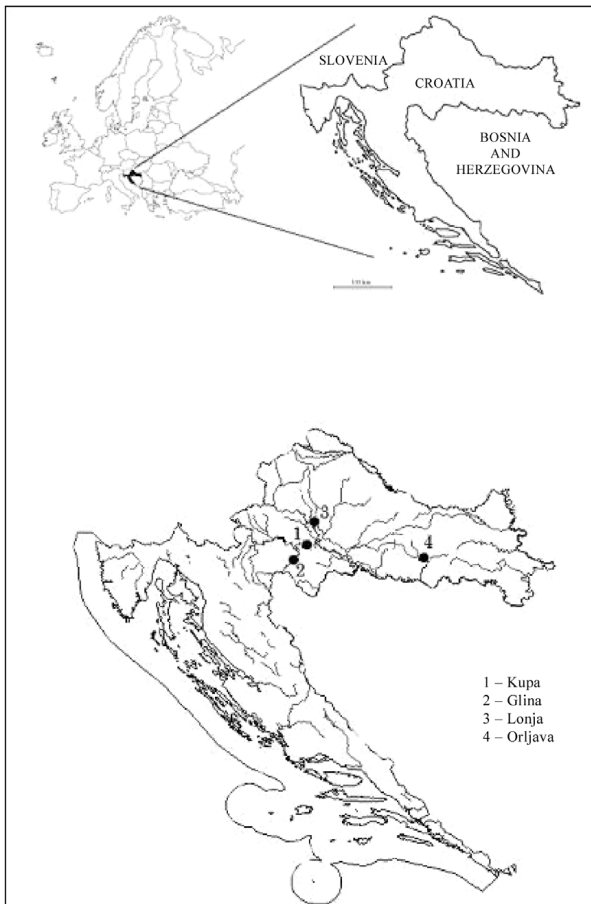 SLOVENIA
CROATIA
BOSNIA
AND
HERZEGOVINA
3
1
4
2
1 – Kupa
2 – Glina
3 – Lonja
4 – Orljava